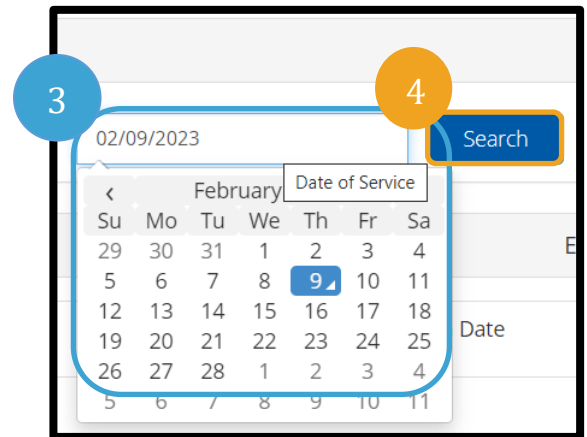 3
4
02/09/2023
Search
‹ February
Date of Service
Su Mo Tu We Th Fr Sa
29 30 31 1 2 3 4
5 6 7 8 9 10 11
E
12 13 14 15 16 17 18
19 20 21 22 23 24 25
Date
26 27 28 1 2 3 4
5 6 7 8 9 10 11